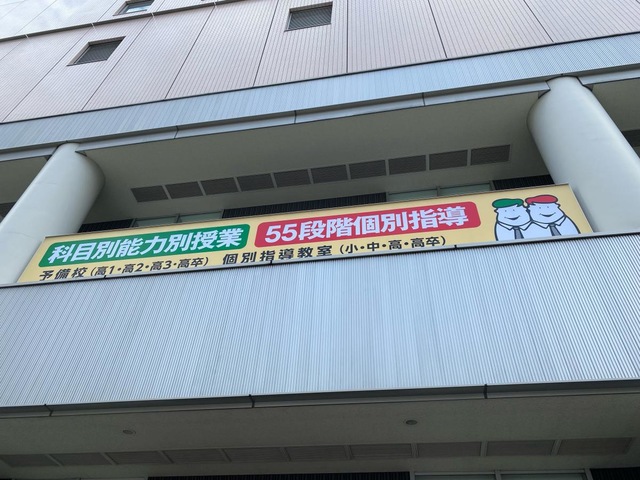 科目別能力別授業 55段階個別指導
予備校(高1・高2・高3・高卒) 個別指導教室(小・中・高・高卒)